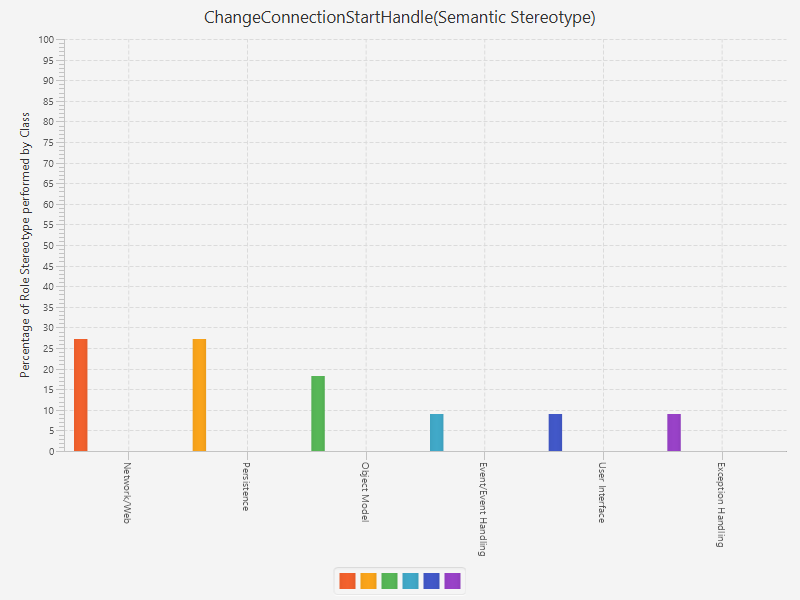 ChangeConnectionStartHandle(Semantic Stereotype)
Percentage of Role Stereotype performed by Class
100
95
90
85
80
75
70
65
60
55
50
45
40
35
30
25
20
15
10
5
0
Network/Web
Persistence
Object Model
Event/Event Handling
User Interface
Exception Handling